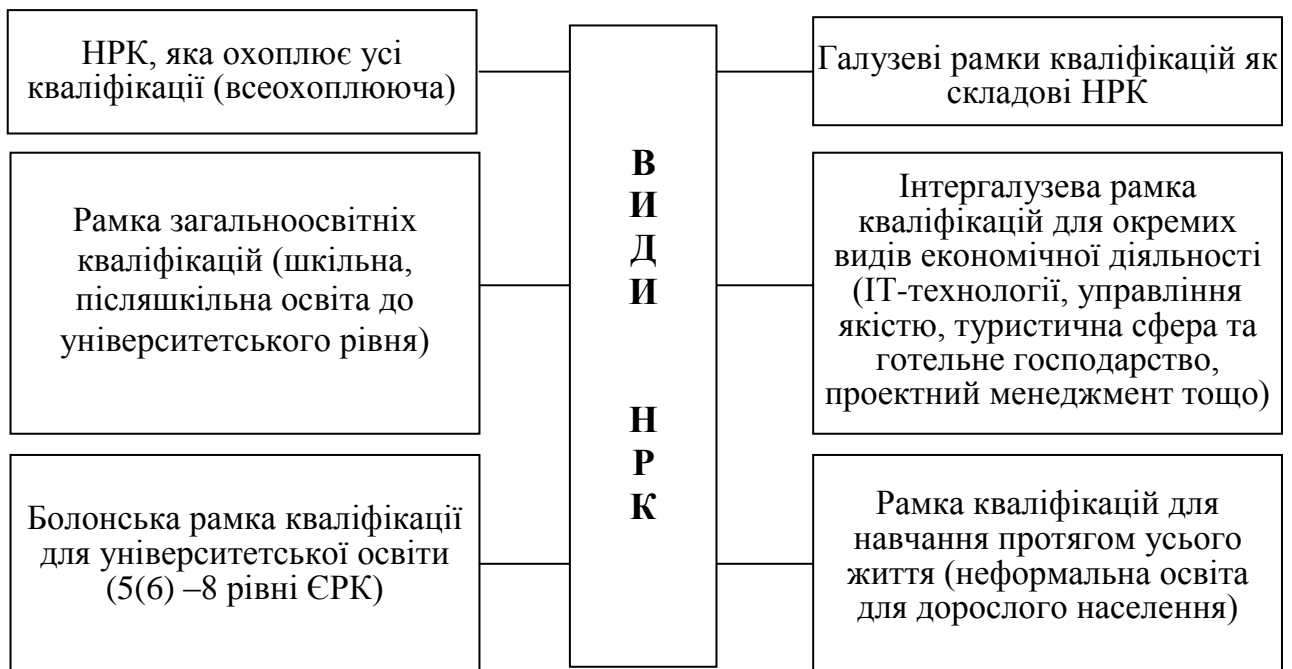 НРК, яка охоплює усі
кваліфікації (всеохоплююча)
Рамка загальноосвітніх
кваліфікацій (шкільна,
післяшкільна освіта до
університетського рівня)
Болонська рамка кваліфікації
для університетської освіти
(5(6) –8 рівні ЄРК)
В
И
Д
И
Н
Р
К
Галузеві рамки кваліфікацій як
складові НРК
Інтергалузева рамка
кваліфікацій для окремих
видів економічної діяльності
(ІТ-технології, управління
якістю, туристична сфера та
готельне господарство,
проектний менеджмент тощо)
Рамка кваліфікацій для
навчання протягом усього
життя (неформальна освіта
для дорослого населення)